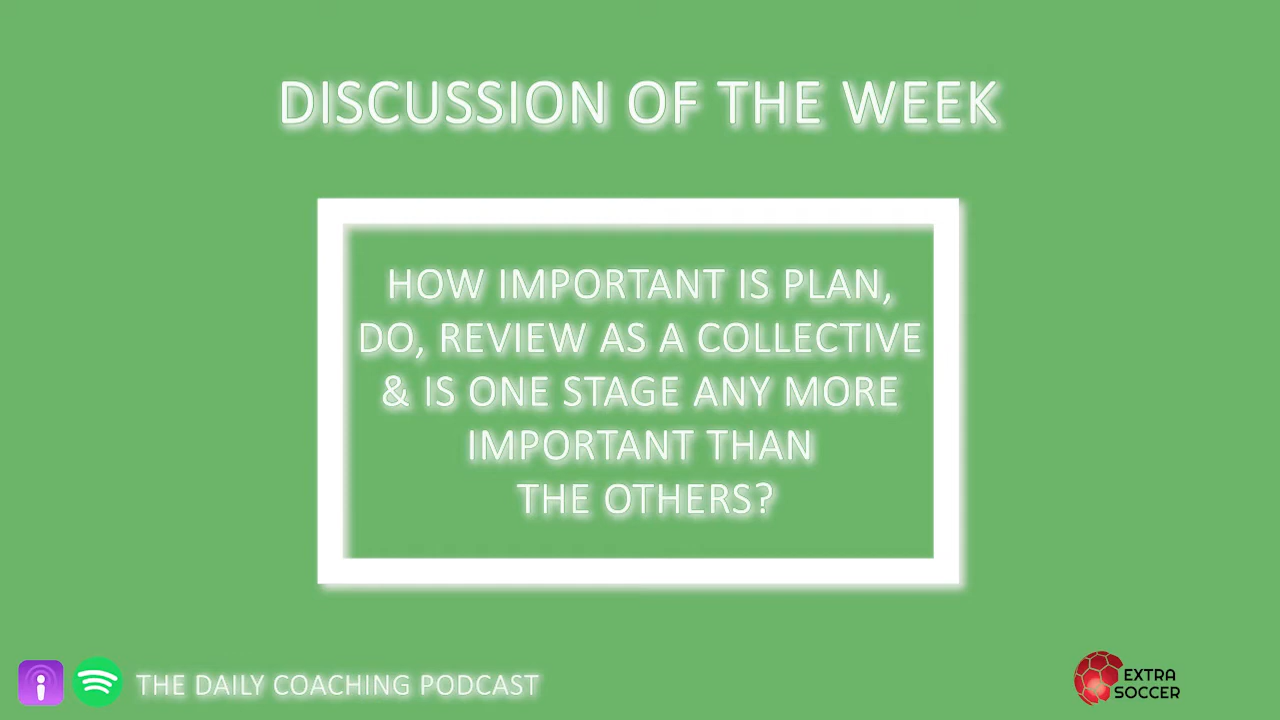 DISCUSSION OF THE WEEK
HOW IMPORTANT IS PLAN,
DO, REVIEW AS A COLLECTIVE
& IS ONE STAGE ANY MORE
IMPORTANT THAN
THE OTHERS?
THE DAILY COACHING PODCAST
EXTRA
SOCCER